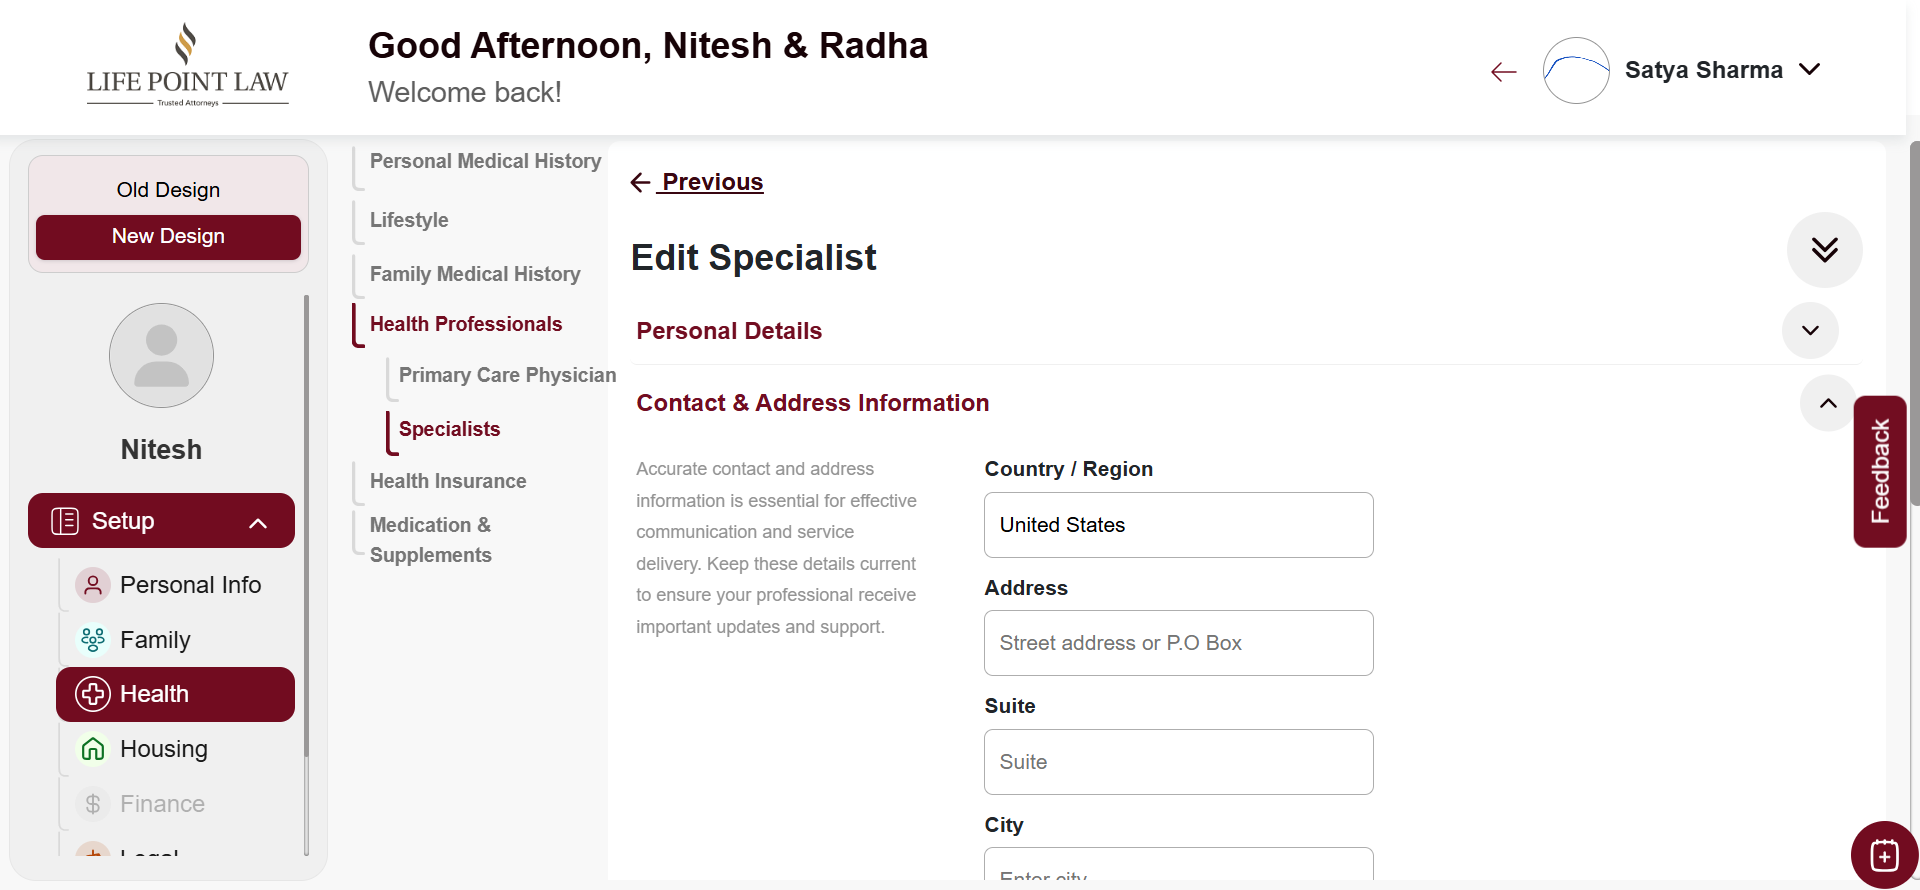 LIFE POINT LAW
Trusted Attorneys
Good Afternoon, Nitesh & Radha
Welcome back!
Satya Sharma
Old Design
New Design
Nitesh
Setup
Personal Info
Family
Health
Housing
Finance
Legal
Personal Medical History
Lifestyle
Family Medical History
Health Professionals
Primary Care Physician
Specialists
Health Insurance
Medication &
Supplements
Previous
Edit Specialist
Personal Details
Contact & Address Information
Accurate contact and address
information is essential for effective
communication and service
delivery. Keep these details current
to ensure your professional receive
important updates and support.
Country / Region
United States
Address
Street address or P.O Box
Suite
Suite
City
Enter city
Feedback